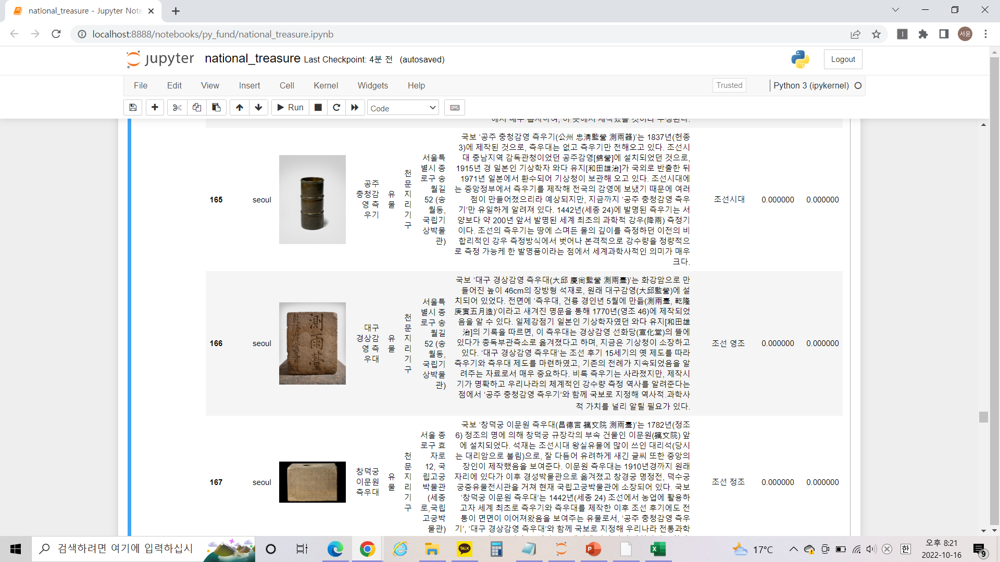 national_treasure - Jupyter Note
localhost:8888/notebooks/py_fund/national_treasure.ipynb
서윤
jupyter
national_treasure Last Checkpoint: 4분 전 (autosaved)
Logout
File Edit View Insert Cell Kernel Widgets Help
Trusted
Python 3 (ipykernel)
Run
Code
165
seoul
공주
충청감
영 측
우기
유
물
천
문
지
리
기
구
서울특
별시 종
로구 송
월길
52 (송
월동,
국립기
상박물
관)
국보 ‘공주 충청감영 측우기(公州 忠淸監營 測雨器)’는 1837년(헌종
3)에 제작된 것으로, 측우대는 없고 측우기만 전해오고 있다. 조선시
대 충남지역 감독관청이었던 공주감영[錦營]에 설치되었던 것으로,
1915년 경 일본인 기상학자 와다 유지[和田雄治]가 국외로 반출한 뒤
1971년 일본에서 환수되어 기상청이 보관해 오고 있다. 조선시대에
는 중앙정부에서 측우기를 제작해 전국의 감영에 보냈기 때문에 여러
점이 만들어졌으리라 예상되지만, 지금까지 ‘공주 충청감영 측우
기’만 유일하게 알려져 있다. 1442년(세종 24)에 발명된 측우기는 서
양보다 약 200년 앞서 발명된 세계 최초의 과학적 강우(降雨) 측정기
이다. 조선의 측우기는 땅에 스며든 물의 깊이를 측정하던 이전의 비
합리적인 강우 측정방식에서 벗어나 본격적으로 강수량을 정량적으
로 측정 가능케 한 발명품이라는 점에서 세계과학사적인 의미가 매우
크다.
조선시대
0.000000
0.000000
166
seoul
測雨臺
대구
경상감
영 측
우대
유
물
천
문
지
리
기
구
서울특
별시 종
로구 송
월길
52 (송
월동,
국립기
상박물
관)
국보 ‘대구 경상감영 측우대(大邱 慶尙監營 測雨臺)’는 화강암으로 만
들어진 높이 46cm의 장방형 석재로, 원래 대구감영(大邱監營)에 설
치되어 있었다. 전면에 ‘측우대, 건륭 경인년 5월에 만듦(測雨臺, 乾隆
庚寅五月造)’이라고 새겨진 명문을 통해 1770년(영조 46)에 제작되었
음을 알 수 있다. 일제강점기 일본인 기상학자였던 와다 유지[和田雄
治]의 기록을 따르면, 이 측우대는 경상감영 선화당(宣化堂)의 뜰에
있다가 총독부관측소로 옮겨졌다고 하며, 지금은 기상청이 소장하고
있다. ‘대구 경상감영 측우대’는 조선 후기 15세기의 옛 제도를 따라
측우기와 측우대 제도를 마련하였고, 기존의 전례가 지속되었음을 알
려주는 자료로서 매우 중요하다. 비록 측우기는 사라졌지만, 제작시
기가 명확하고 우리나라의 체계적인 강수량 측정 역사를 알려준다는
점에서 ‘공주 충청감영 측우기’와 함께 국보로 지정해 역사적.과학사
적 가치를 널리 알릴 필요가 있다.
조선 영조
0.000000
0.000000
167
seoul
창덕궁
이문원
측우대
유
물
천
문
지
리
기
구
서울 종
로구 효
자로
12, 국
립고궁
박물관
(세종
로,국립
고궁박
물관)
국보 ‘창덕궁 이문원 측우대(昌德宮 摛文院 測雨臺)’는 1782년(정조
6) 정조의 명에 의해 창덕궁 규장각의 부속 건물인 이문원(摛文院) 앞
에 설치되었다. 석재는 조선시대 왕실유물에 많이 쓰인 대리석(당시
는 대리암으로 불림)으로, 잘 다듬어 유려하게 새긴 글씨 또한 중앙의
장인이 제작했음을 보여준다. 이문원 측우대는 1910년경까지 원래
자리에 있다가 이후 경성박물관으로 옮겨졌고 창경궁 명정전, 덕수궁
궁중유물전시관을 거쳐 현재 국립고궁박물관에 소장되어 있다. 국보
‘창덕궁 이문원 측우대’는 1442년(세종 24) 조선에서 농업에 활용하
고자 세계 최초로 측우기와 측우대를 제작한 이후 조선 후기에도 전
통이 면면이 이어져왔음을 보여주는 유물로서, ‘공주 충청감영 측우
기’, ‘대구 경상감영 측우대’와 함께 국보로 지정해 우리나라 전통과학
조선 정조
0.000000
0.000000
검색하려면 여기에 입력하십시
TALK
17°C
한
오후 8:21
2022-10-16
9